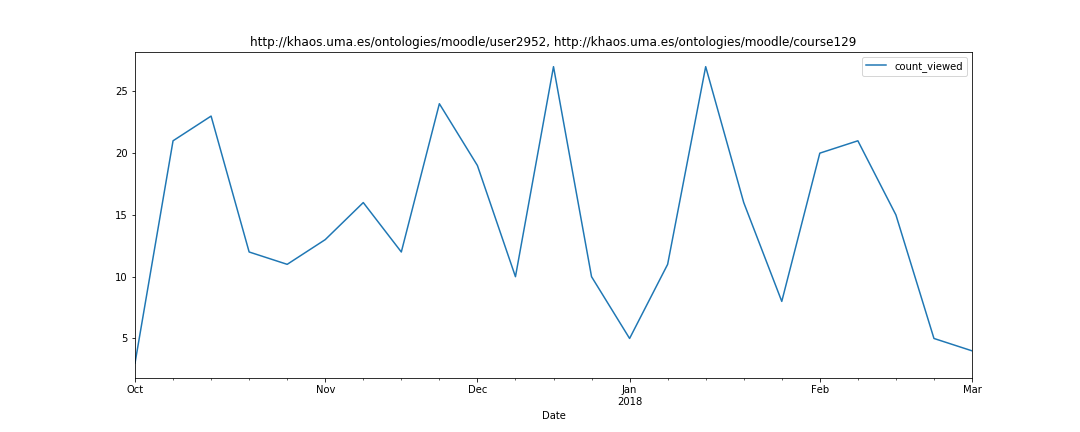 http://khaos.uma.es/ontologies/moodle/user2952, http://khaos.uma.es/ontologies/moodle/course129
count_viewed
25
20
15
10
5
Oct Nov Dec Jan Feb Mar
2018
Date